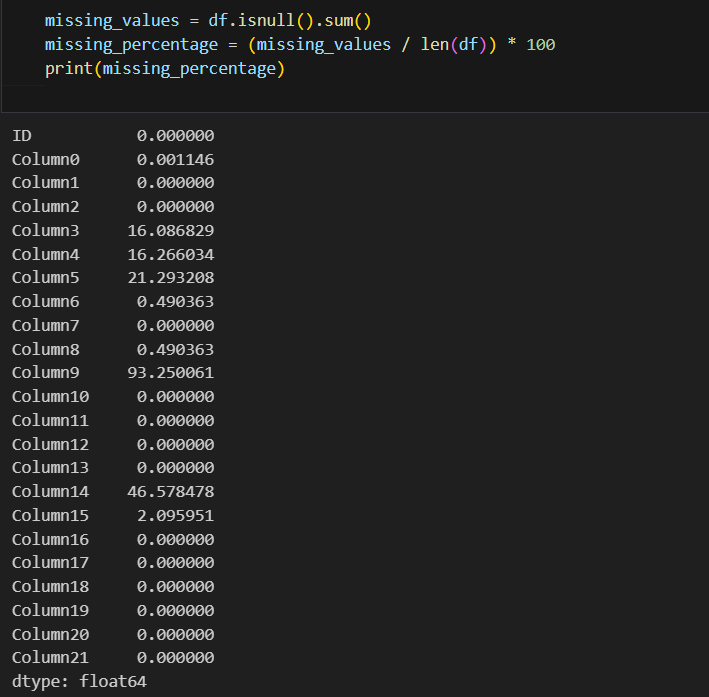 missing_values = df.isnull().sum()
missing_percentage = (missing_values / len(df)) * 100
print(missing_percentage)
ID 0.000000
Column0 0.001146
Column1 0.000000
Column2 0.000000
Column3 16.086829
Column4 16.266034
Column5 21.293208
Column6 0.490363
Column7 0.000000
Column8 0.490363
Column9 93.250061
Column10 0.000000
Column11 0.000000
Column12 0.000000
Column13 0.000000
Column14 46.578478
Column15 2.095951
Column16 0.000000
Column17 0.000000
Column18 0.000000
Column19 0.000000
Column20 0.000000
Column21 0.000000
dtype: float64